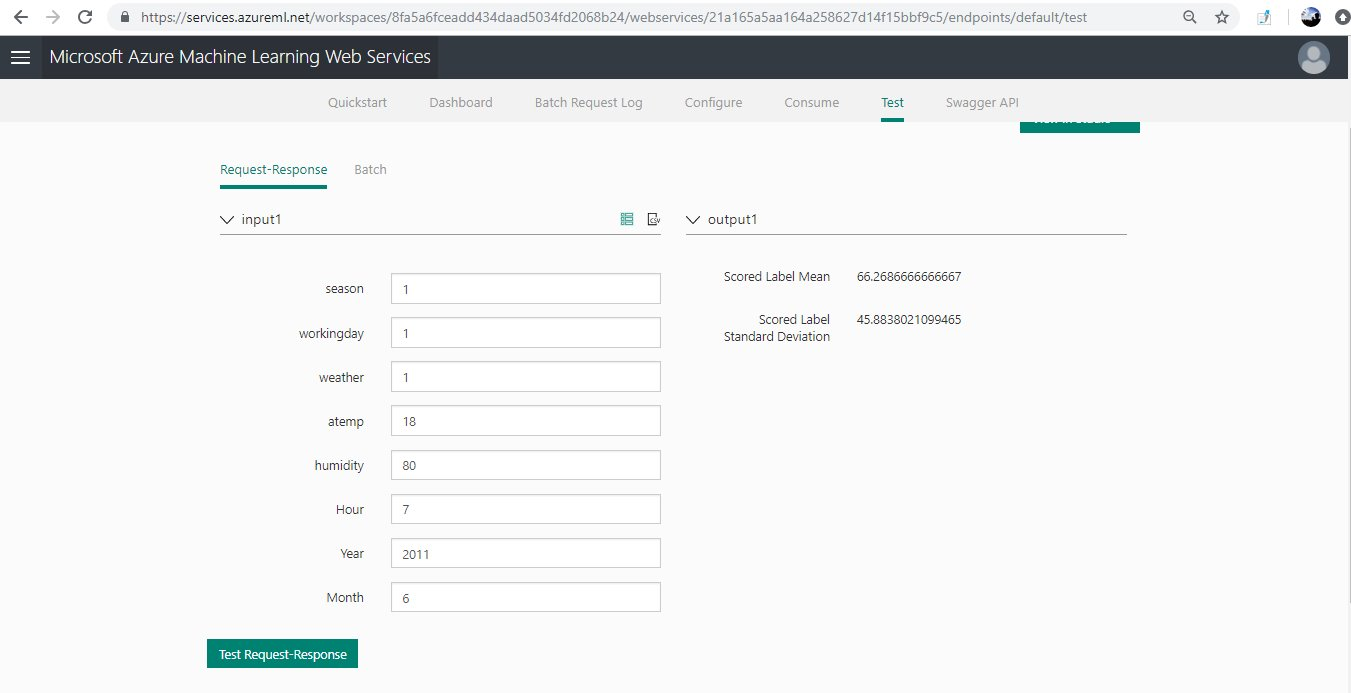 https://services.azureml.net/workspaces/8fa5a6fceadd434daad5034fd2068b24/webservices/21a165a5aa164a258627d14f15bbf9c5/endpoints/default/test
Microsoft Azure Machine Learning Web Services
Quickstart Dashboard Batch Request Log Configure Consume Test Swagger API
Request-Response Batch
input1 CSV output1
season 1 Scored Label Mean 66.2686666666667
workingday 1 Scored Label 45.8838021099465
Standard Deviation
weather 1
atemp 18
humidity 80
Hour 7
Year 2011
Month 6
Test Request-Response